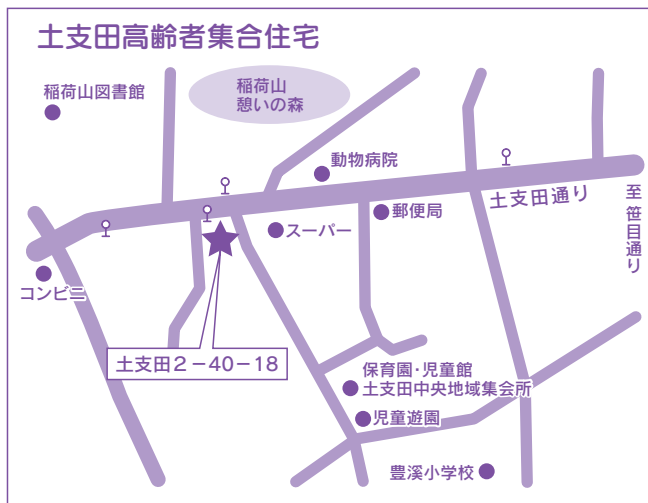 土支田高齢者集合住宅
稲荷山図書館
稲荷山
憩いの森
動物病院
土支田通り
至笹目通り
郵便局
スーパー
コンビニ
土支田2-40-18
保育園・児童館
土支田中央地域集会所
児童遊園
豊溪小学校